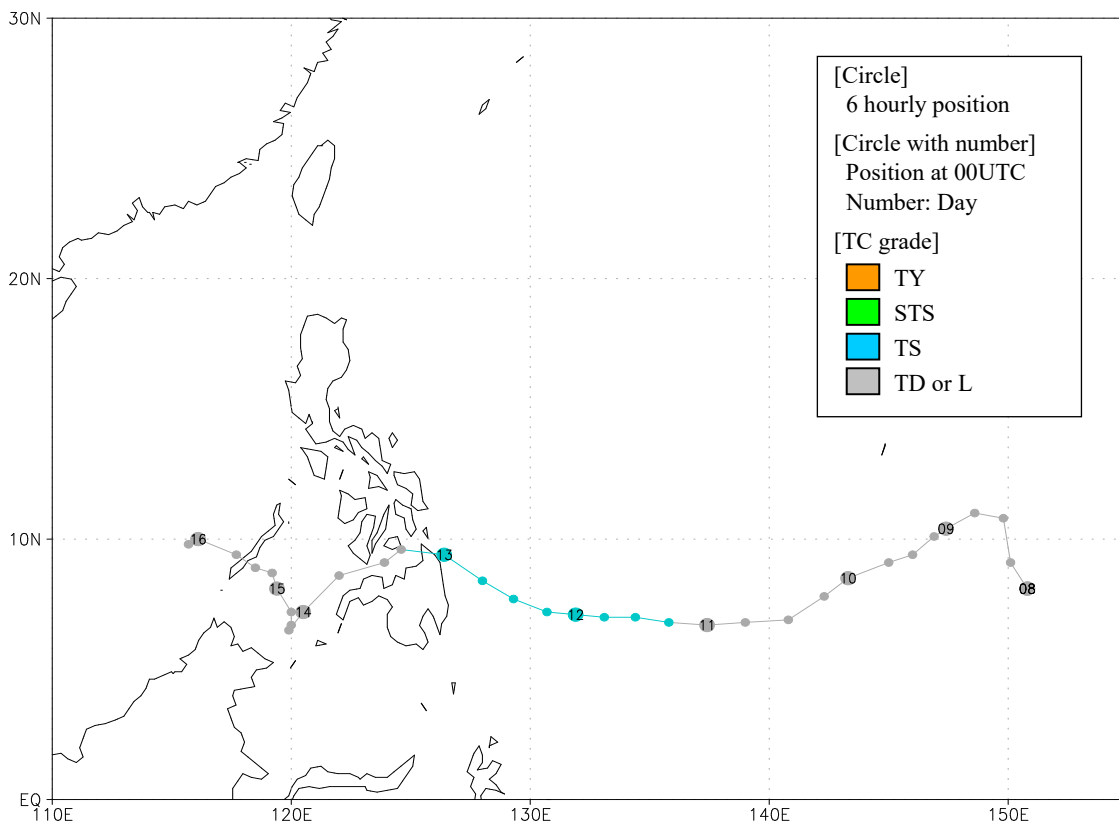 30N
[Circle]
6 hourly position
[Circle with number]
Position at 00UTC
Number: Day
[TC grade]
TY
STS
TS
TD or L
20N
10N
16
15
14
13
12
11
10
09
08
EQ
110E
120E
130E
140E
150E